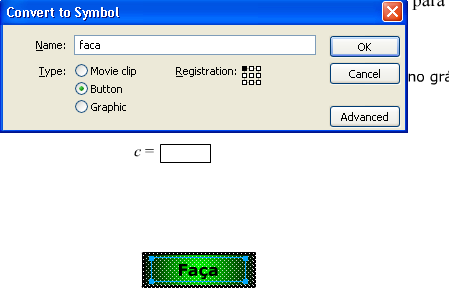 Convert to Symbol
para
Name: faca
OK
Type: Movie clip
Registration:
Cancel
no grá
Button
Graphic
Advanced
c =
Faça